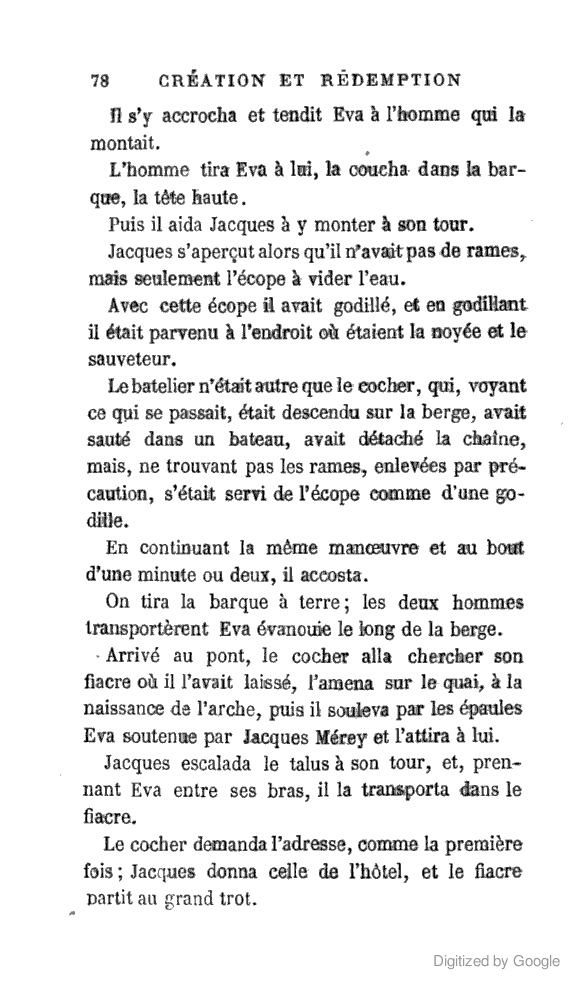 78 CRÉATION ET RÉDEMPTION
Il s'y accrocha et tendit Eva à l'homme qui la
montait.
L'homme tira Eva à lui, la coucha dans la bar-
que, la tête haute.
Puis il aida Jacques à y monter à son tour.
Jacques s'aperçut alors qu'il n'avait pas de rames,
mais seulement l'écope à vider l'eau.
Avec cette écope il avait godillé, et en godillant
il était parvenu à l'endroit où étaient la noyée et le
sauveteur.
Le batelier n'était autre que le cocher, qui, voyant
ce qui se passait, était descendu sur la berge, avait
sauté dans un bateau, avait détaché la chaîne,
mais, ne trouvant pas les rames, enlevées par pré-
caution, s'était servi de l'écope comme d'une go-
dille.
En continuant la même manœuvre et au bout
d'une minute ou deux, il accosta.
On tira la barque à terre ; les deux hommes
transportèrent Eva évanouie le long de la berge.
Arrivé au pont, le cocher alla chercher son
fiacre où il l'avait laissé, l'amena sur le quai, à la
naissance de l'arche, puis il souleva par les épaules
Eva soutenue par Jacques Mérey et l'attira à lui.
Jacques escalada le talus à son tour, et, pren-
nant Eva entre ses bras, il la transporta dans le
fiacre.
Le cocher demanda l'adresse, comme la première
fois ; Jacques donna celle de l'hôtel, et le fiacre
partit au grand trot.
Digitized by Google